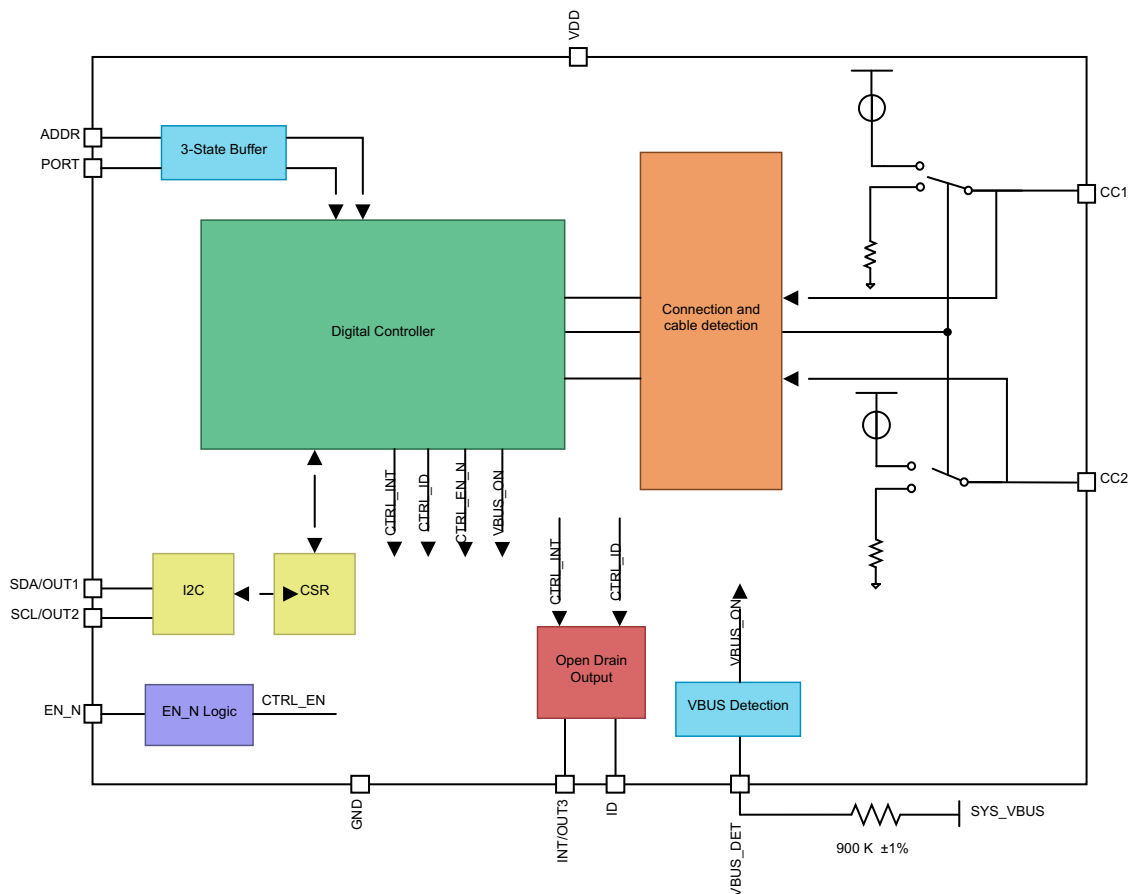 VDD
ADDR
PORT
3-State Buffer
CC1
Digital Controller
Connection and
cable detection
CTRL_INT
CTRL_ID
CTRL_EN_N
VBUS_ON
CC2
SDA/OUT1
SCL/OUT2
I2C
CSR
CTRL_INT
CTRL_ID
VBUS_ON
Open Drain
Output
EN_N
EN_N Logic
CTRL_EN
VBUS Detection
GND
INT/OUT3
ID
VBUS_DET
SYS_VBUS
900 K ±1%